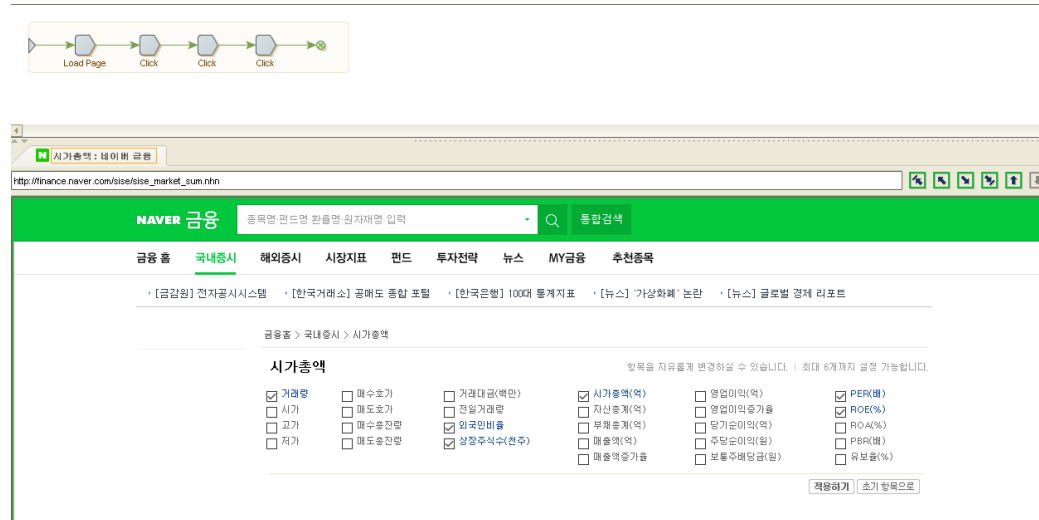 Load Page Click Click Click
시가총액 : 네이버 금융
http://finance.naver.com/sise/sise_market_sum.nhn
NAVER 금융 종목명·펀드명·환율명·원자재명 입력 통합검색
금융 홈 국내증시 해외증시 시장지표 펀드 투자전략 뉴스 MY금융 추천종목
[금감원] 전자공시시스템 [한국거래소] 공매도 종합 포털 [한국은행] 100대 통계지표 [뉴스] '가상화폐' 논란 [뉴스] 글로벌 경제 리포트
금융홈 > 국내증시 > 시가총액
시가총액 항목을 자유롭게 변경하실 수 있습니다. | 최대 6개까지 설정 가능합니다.
거래량 매수호가 거래대금(백만) 시가총액(억) 영업이익(억) PER(배)
시가 매도호가 전일거래량 자산총계(억) 영업이익증가율 ROE(%)
고가 매수총잔량 외국인비율 부채총계(억) 당기순이익(억) ROA(%)
저가 매도총잔량 상장주식수(천주) 매출액(억) 주당순이익(원) PBR(배)
매출액증가율 보통주배당금(원) 유보율(%)
적용하기 초기 항목으로